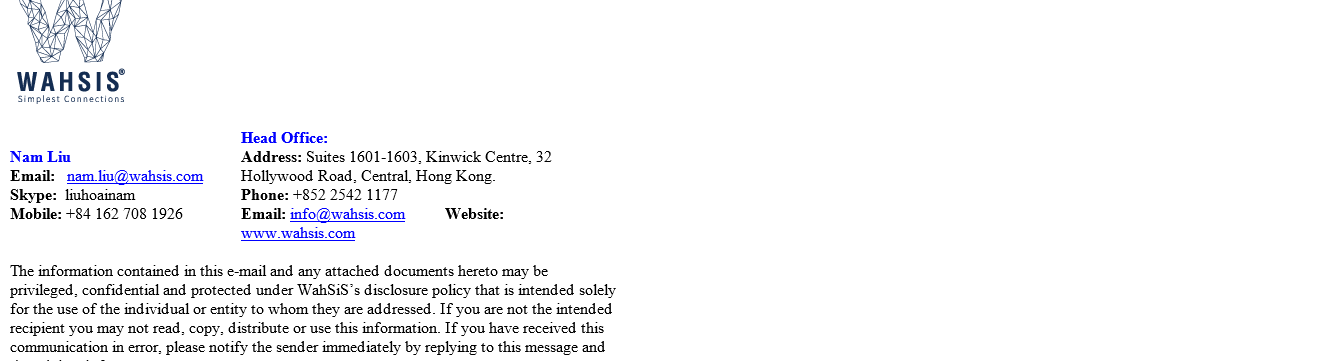 WAHSIS®
Simplest Connections
Nam Liu
Email: nam.liu@wahsis.com
Skype: liuhoainam
Mobile: +84 162 708 1926
Head Office:
Address: Suites 1601-1603, Kinwick Centre, 32
Hollywood Road, Central, Hong Kong.
Phone: +852 2542 1177
Email: info@wahsis.com Website:
www.wahsis.com
The information contained in this e-mail and any attached documents hereto may be
privileged, confidential and protected under WahSiS’s disclosure policy that is intended solely
for the use of the individual or entity to whom they are addressed. If you are not the intended
recipient you may not read, copy, distribute or use this information. If you have received this
communication in error, please notify the sender immediately by replying to this message and